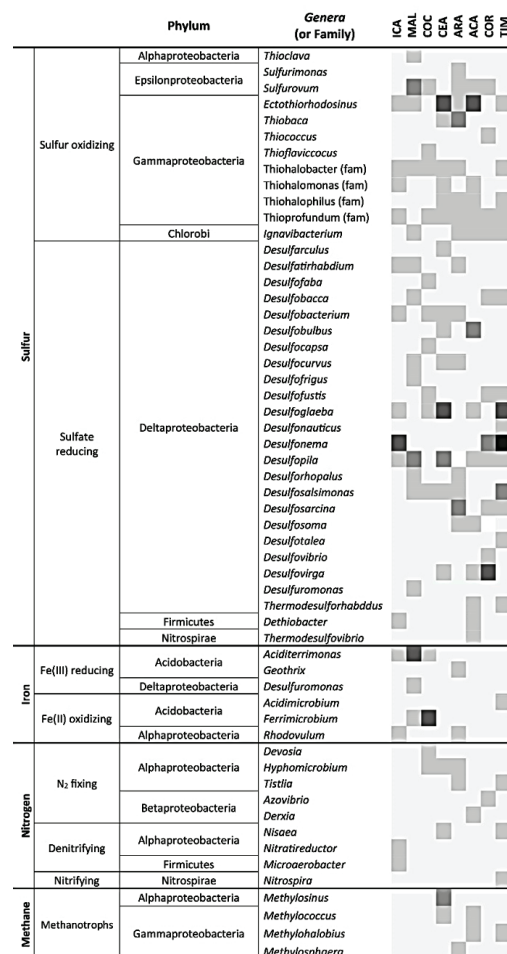 Phylum Genera (or Family) ICA MAL COC CEA ARA ACA COR TIM
Sulfur
Sulfur oxidizing
Alphaproteobacteria Thioclava
Epsilonproteobacteria Sulfurimonas
Sulfurovum
Gammaproteobacteria Ectothiorhodosinus
Thiobaca
Thiococcus
Thioflaviccocus
Thiohalobacter (fam)
Thiohalomonas (fam)
Thiohalophilus (fam)
Thioprofundum (fam)
Chlorobi Ignavibacterium
Sulfate reducing
Deltaproteobacteria Desulfarculus
Desulfatirhabdium
Desulfofaba
Desulfobacca
Desulfobacterium
Desulfobulbus
Desulfocapsa
Desulfocurvus
Desulfofrigus
Desulfofustis
Desulfoglaeba
Desulfonauticus
Desulfonema
Desulfopila
Desulforhopalus
Desulfosalsimonas
Desulfosarcina
Desulfosoma
Desulfotalea
Desulfovibrio
Desulfovirga
Desulfuromonas
Thermodesulforhabddus
Firmicutes Dethiobacter
Nitrospirae Thermodesulfovibrio
Iron
Fe(III) reducing
Acidobacteria Aciditerrimonas
Geothrix
Deltaproteobacteria Desulfuromonas
Fe(II) oxidizing
Acidobacteria Acidimicrobium
Ferrimicrobium
Alphaproteobacteria Rhodovulum
Nitrogen
N₂ fixing
Alphaproteobacteria Devosia
Hyphomicrobium
Tistlia
Betaproteobacteria Azovibrio
Derxia
Denitrifying
Alphaproteobacteria Nisaea
Nitratireductor
Firmicutes Microaerobacter
Nitrifying Nitrospirae Nitrospira
Methane
Methanotrophs
Alphaproteobacteria Methylosinus
Gammaproteobacteria Methylococcus
Methylohalobius
Methylosphaera